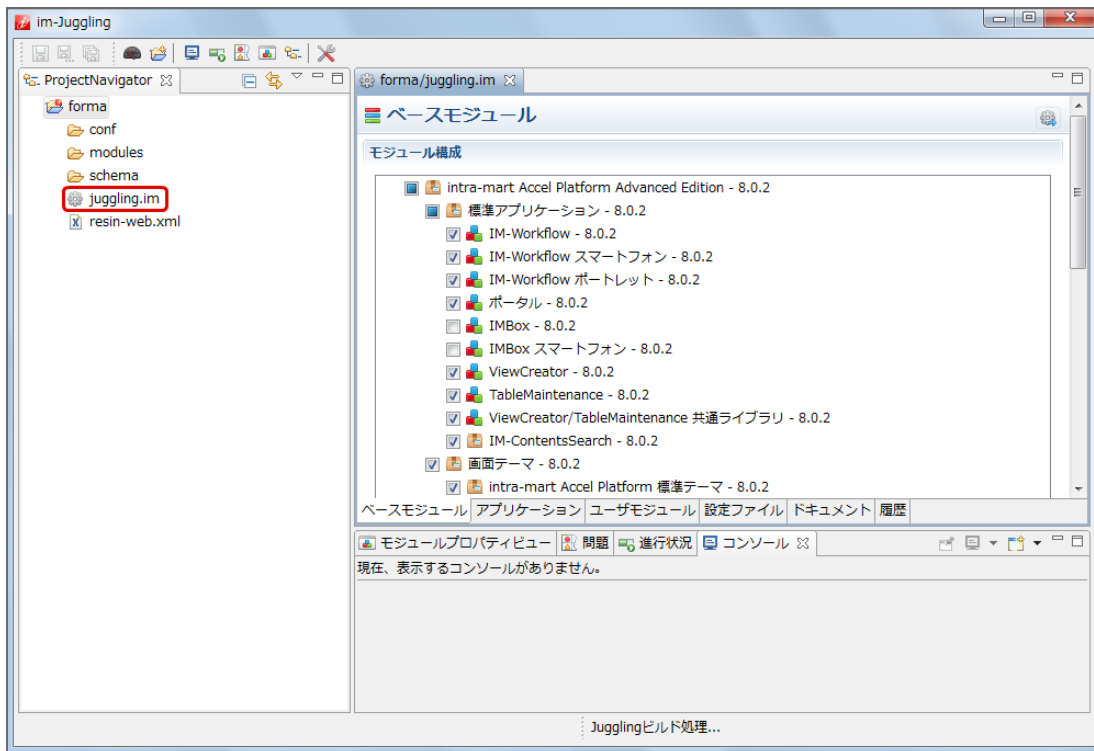 im-Juggling
ProjectNavigator
forma
conf
modules
schema
juggling.im
resin-web.xml
forma/juggling.im
ベースモジュール
モジュール構成
intra-mart Accel Platform Advanced Edition - 8.0.2
標準アプリケーション - 8.0.2
IM-Workflow - 8.0.2
IM-Workflow スマートフォン - 8.0.2
IM-Workflow ポートレット - 8.0.2
ポータル - 8.0.2
IMBox - 8.0.2
IMBox スマートフォン - 8.0.2
ViewCreator - 8.0.2
TableMaintenance - 8.0.2
ViewCreator/TableMaintenance 共通ライブラリ - 8.0.2
IM-ContentsSearch - 8.0.2
画面テーマ - 8.0.2
intra-mart Accel Platform 標準テーマ - 8.0.2
ベースモジュール アプリケーション ユーザモジュール 設定ファイル ドキュメント 履歴
モジュールプロパティビュー 問題 進行状況 コンソール
現在、表示するコンソールがありません。
Jugglingビルド処理...